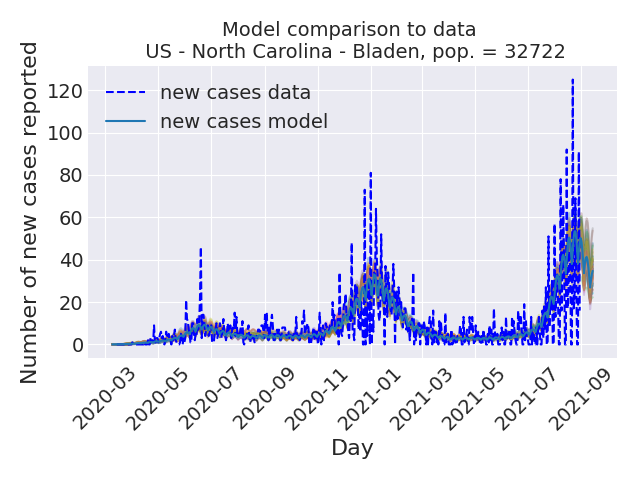 Model comparison to data
US - North Carolina - Bladen, pop. = 32722
Number of new cases reported
120
100
80
60
40
20
0
new cases data
new cases model
2020-03
2020-05
2020-07
2020-09
2020-11
2021-01
2021-03
2021-05
2021-07
2021-09
Day